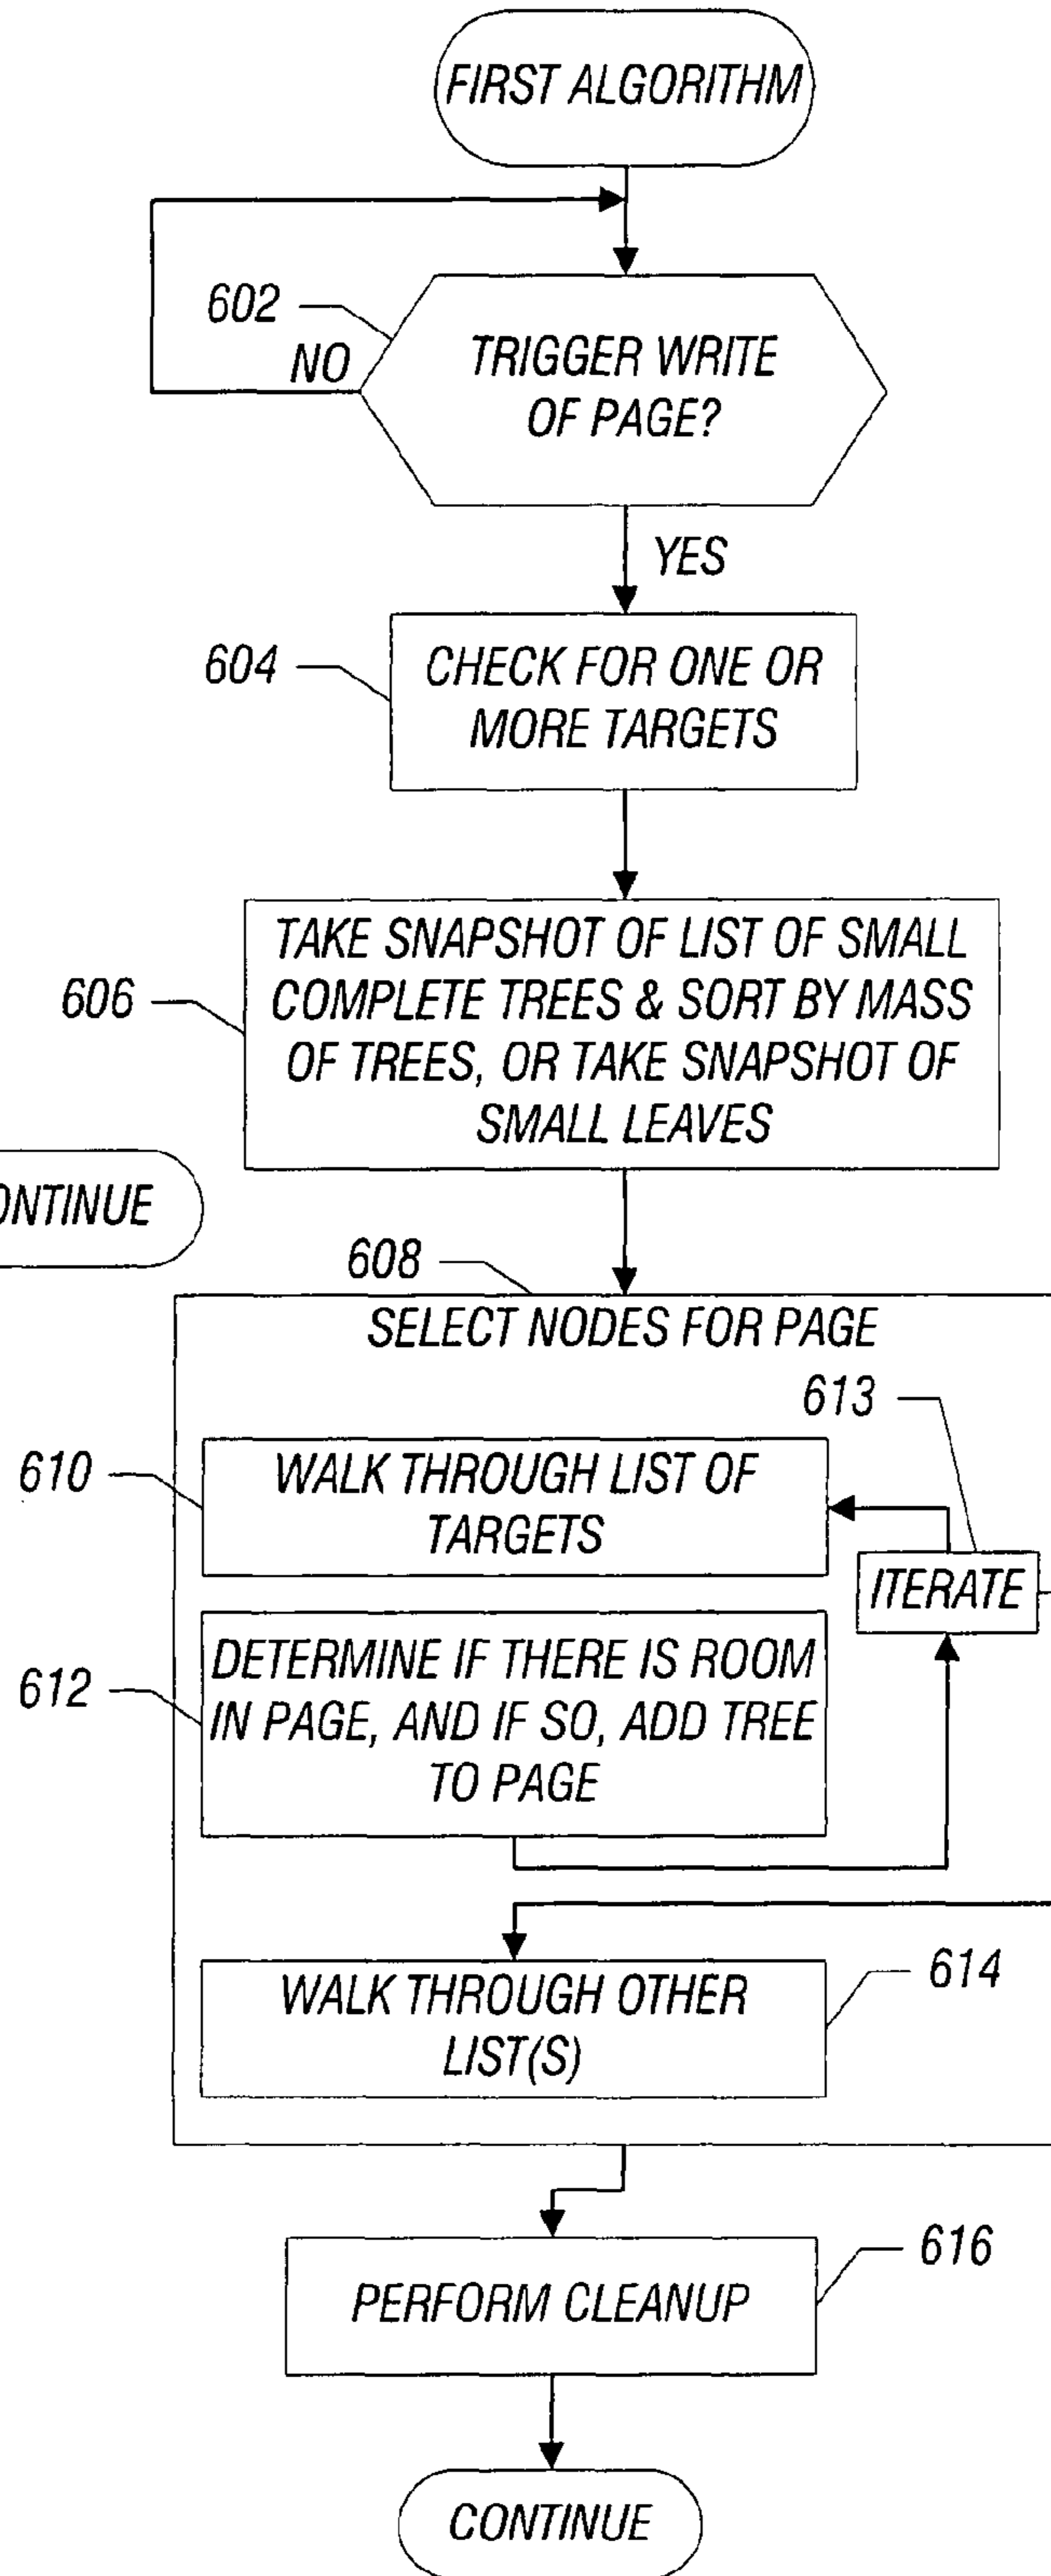 FIRST ALGORITHM
602
NO
TRIGGER WRITE
OF PAGE?
YES
604
CHECK FOR ONE OR
MORE TARGETS
606
TAKE SNAPSHOT OF LIST OF SMALL
COMPLETE TREES & SORT BY MASS
OF TREES, OR TAKE SNAPSHOT OF
SMALL LEAVES
ONTINUE
608
SELECT NODES FOR PAGE
613
610
WALK THROUGH LIST OF
TARGETS
ITERATE
612
DETERMINE IF THERE IS ROOM
IN PAGE, AND IF SO, ADD TREE
TO PAGE
614
WALK THROUGH OTHER
LIST(S)
616
PERFORM CLEANUP
CONTINUE